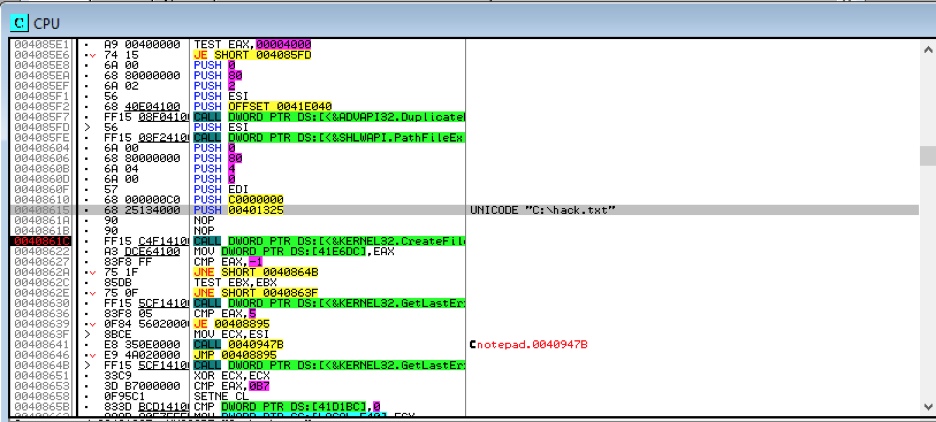 C CPU
004085E1 · A9 00400000 TEST EAX,00004000
004085E6 ·v 74 15 JE SHORT 004085FD
004085E8 · 6A 00 PUSH 0
004085EA · 68 80000000 PUSH 80
004085EF · 6A 02 PUSH 2
004085F1 · 56 PUSH ESI
004085F2 · 68 40E04100 PUSH OFFSET 0041E040
004085F7 · FF15 08F0410 CALL DWORD PTR DS:[<&ADVAPI32.Duplicate
004085FD > 56 PUSH ESI
004085FE · FF15 08F2410 CALL DWORD PTR DS:[<&SHLWAPI.PathFileEx
00408604 · 6A 00 PUSH 0
00408606 · 68 80000000 PUSH 80
0040860B · 6A 04 PUSH 4
0040860D · 6A 00 PUSH 0
0040860F · 57 PUSH EDI
00408610 · 68 000000C0 PUSH C0000000
00408615 · 68 25134000 PUSH 00401325 UNICODE "C:\hack.txt"
0040861A · 90 NOP
0040861B · 90 NOP
0040861C · FF15 C4F1410 CALL DWORD PTR DS:[<&KERNEL32.CreateFil
00408622 · A3 DCE64100 MOV DWORD PTR DS:[41E6DC],EAX
00408627 · 83F8 FF CMP EAX,-1
0040862A ·v 75 1F JNE SHORT 0040864B
0040862C · 85DB TEST EBX,EBX
0040862E ·v 75 0F JNE SHORT 0040863F
00408630 · FF15 5CF1410 CALL DWORD PTR DS:[<&KERNEL32.GetLastEr
00408636 · 83F8 05 CMP EAX,5
00408639 ·v 0F84 5602000 JE 00408895
0040863F > 8BCE MOV ECX,ESI
00408641 · E8 350E0000 CALL 0040947B Cnotepad.0040947B
00408646 ·v E9 4A020000 JMP 00408895
0040864B > FF15 5CF1410 CALL DWORD PTR DS:[<&KERNEL32.GetLastEr
00408651 · 33C9 XOR ECX,ECX
00408653 · 3D B7000000 CMP EAX,0B7
00408658 · 0F95C1 SETNE CL
0040865B · 833D BCD1410 CMP DWORD PTR DS:[41D1BC],0